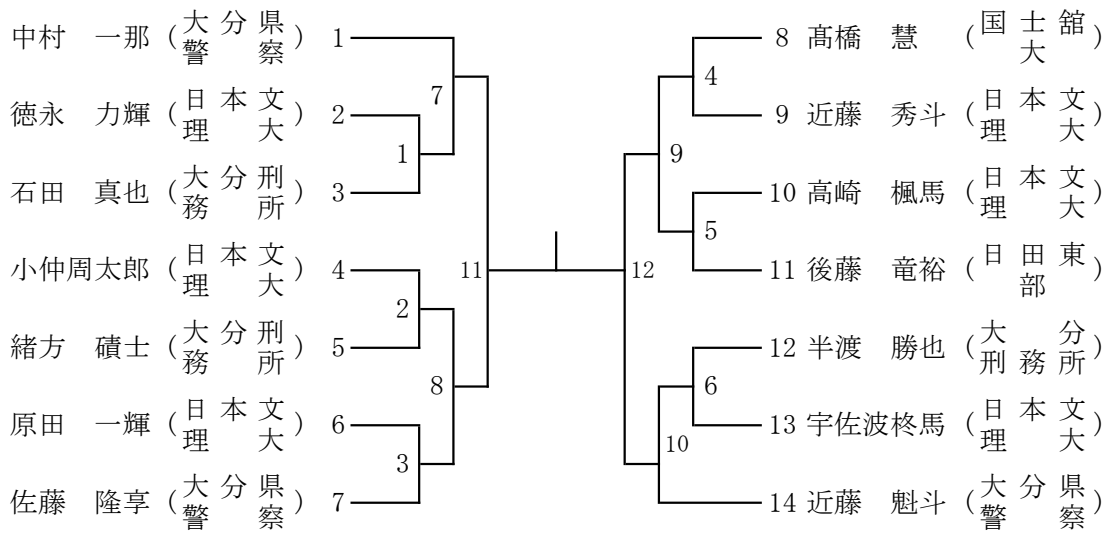 中村　一那 (大分県警察) 1
徳永　力輝 (日本文理大) 2
石田　真也 (大分刑務所) 3
小仲周太郎 (日本文理大) 4
緒方　磧士 (大分刑務所) 5
原田　一輝 (日本文理大) 6
佐藤　隆享 (大分県警察) 7
7
1
2
8
3
11
12
4
9
5
6
10
8 髙橋　慧 (国士舘大)
9 近藤　秀斗 (日本文理大)
10 高崎　楓馬 (日本文理大)
11 後藤　竜裕 (日田東部)
12 半渡　勝也 (大分刑務所)
13 宇佐波柊馬 (日本文理大)
14 近藤　魁斗 (大分県警察)